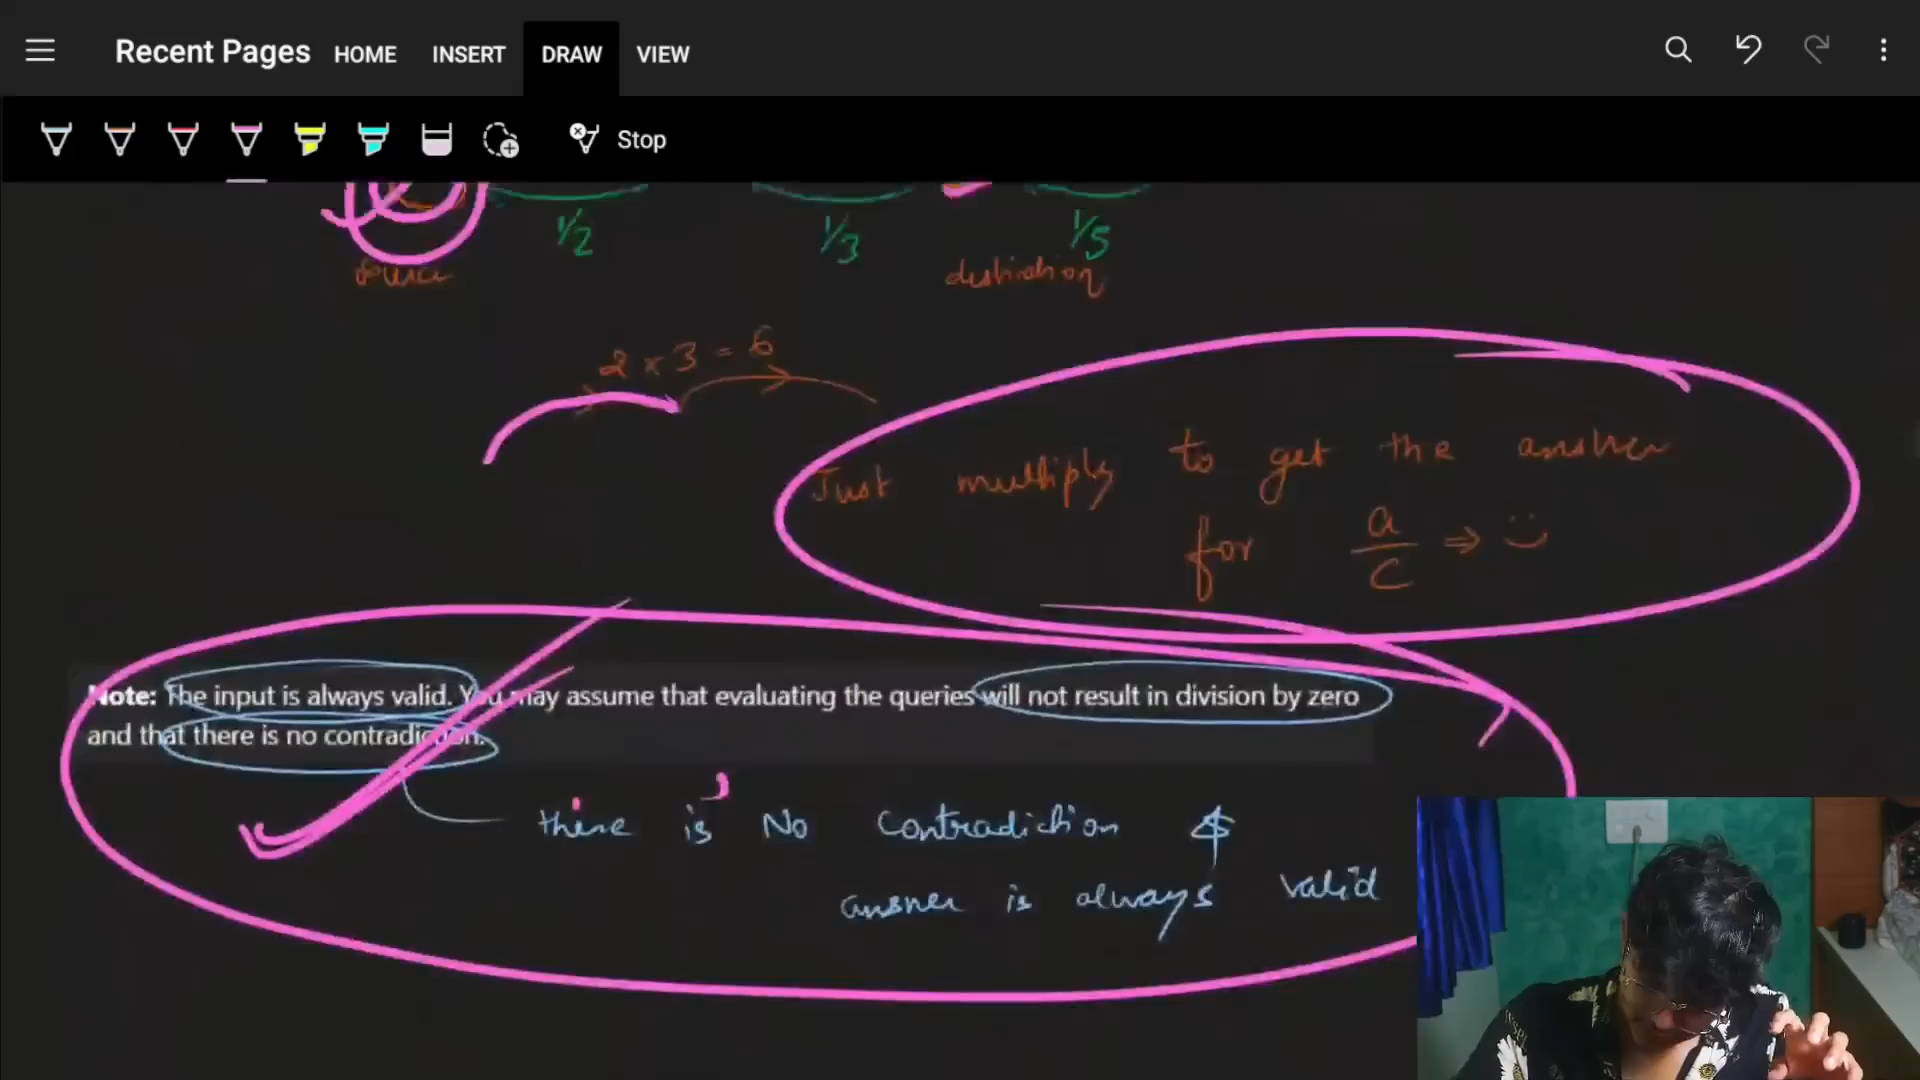 Recent Pages HOME INSERT DRAW VIEW
Stop
1/2 1/3 1/5
source destination
2 x 3 = 6
Just multiply to get the answer
for a/c ⇒ :)
Note: The input is always valid. You may assume that evaluating the queries will not result in division by zero
and that there is no contradiction.
there is No Contradiction &
answer is always valid